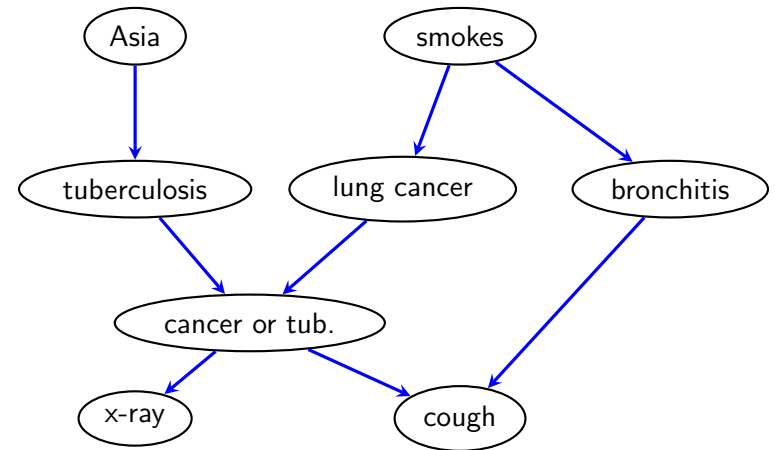 Asia
smokes
tuberculosis
lung cancer
bronchitis
cancer or tub.
x-ray
cough